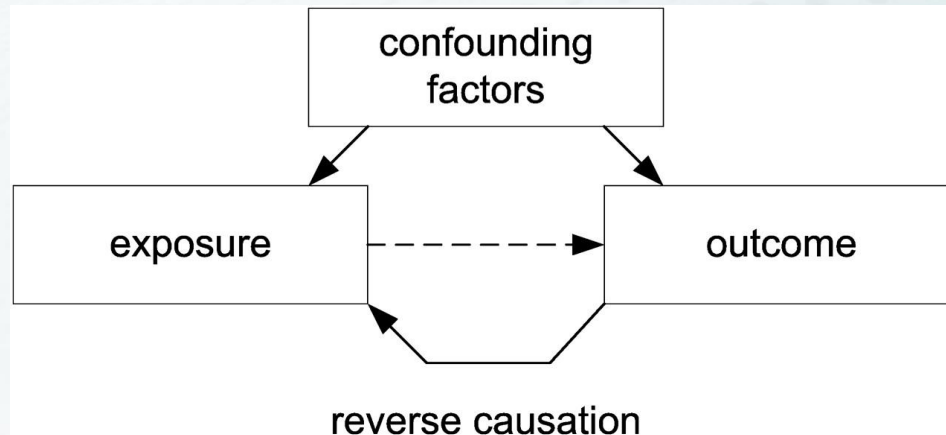 confounding
factors
exposure
outcome
reverse causation